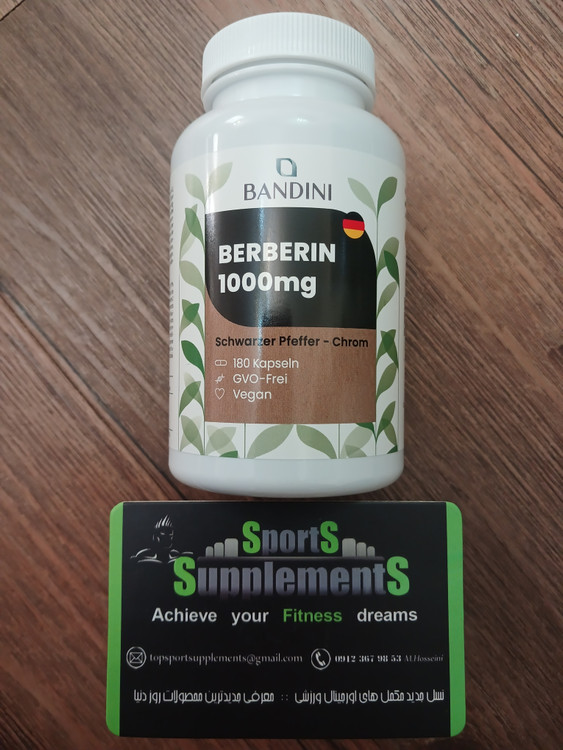 BANDINI
BERBERIN
1000mg
Schwarzer Pfeffer - Chrom
180 Kapseln
GVO-Frei
Vegan
SportS
SupplementS
Achieve your Fitness dreams
topsportsupplements@gmail.com 0912 367 98 53 M.Hosseini
نسل جدید مکمل های اورجینال ورزشی :: معرفی جدیدترین محصولات روز دنیا